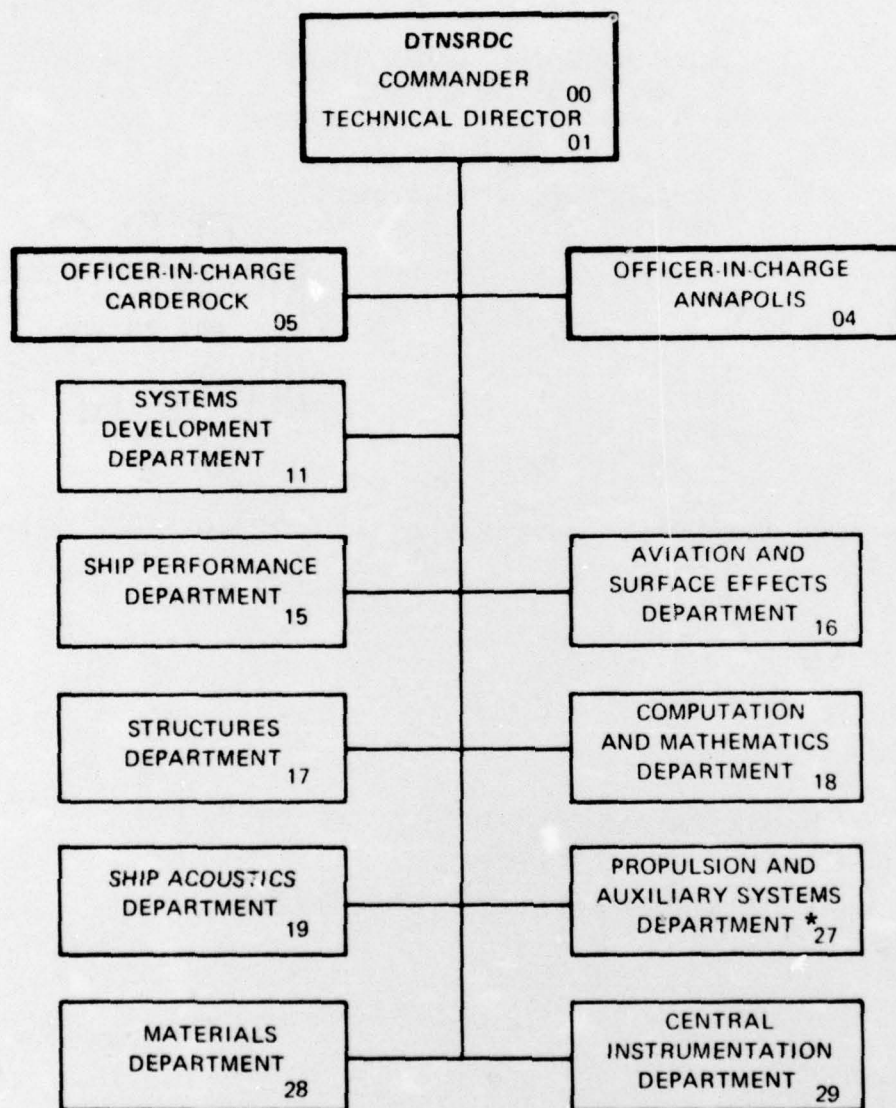 DTNSRDC
COMMANDER
00
TECHNICAL DIRECTOR
01
OFFICER-IN-CHARGE
CARDEROCK
05
OFFICER-IN-CHARGE
ANNAPOLIS
04
SYSTEMS
DEVELOPMENT
DEPARTMENT
11
SHIP PERFORMANCE
DEPARTMENT
15
AVIATION AND
SURFACE EFFECTS
DEPARTMENT
16
STRUCTURES
DEPARTMENT
17
COMPUTATION
AND MATHEMATICS
DEPARTMENT
18
SHIP ACOUSTICS
DEPARTMENT
19
PROPULSION AND
AUXILIARY SYSTEMS
DEPARTMENT *
27
MATERIALS
DEPARTMENT
28
CENTRAL
INSTRUMENTATION
DEPARTMENT
29